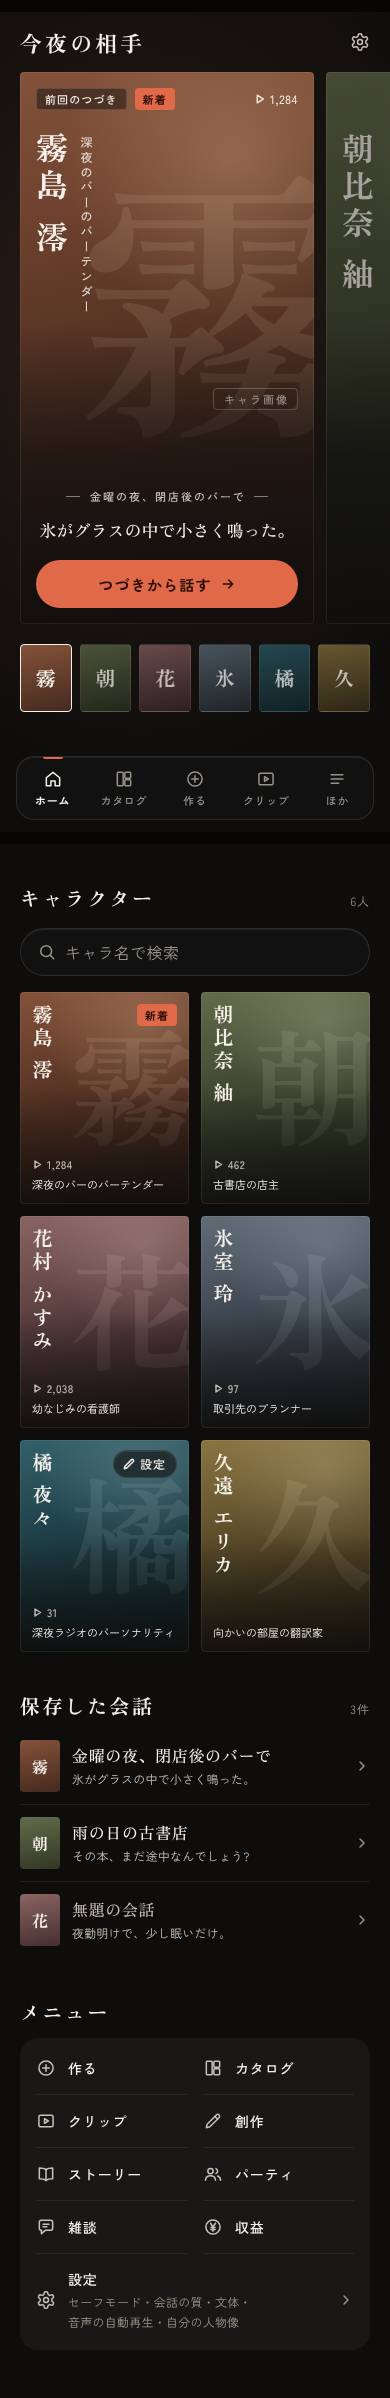 今夜の相手
前回のつづき
新着
1,284
霧島 澪
深夜のバーのバーテンダー
霧
キャラ画像
金曜の夜、閉店後のバーで
氷がグラスの中で小さく鳴った。
つづきから話す →
朝比奈 紬
霧
朝
花
氷
橘
久
ホーム
カタログ
作る
クリップ
ほか
キャラクター
6人
キャラ名で検索
霧島 澪
新着
霧
1,284
深夜のバーのバーテンダー
朝比奈 紬
朝
462
古書店の店主
花村 かすみ
花
2,038
幼なじみの看護師
氷室 玲
氷
97
取引先のプランナー
橘 夜々
設定
橘
31
深夜ラジオのパーソナリティ
久遠 エリカ
久
向かいの部屋の翻訳家
保存した会話
3件
霧
金曜の夜、閉店後のバーで
氷がグラスの中で小さく鳴った。
朝
雨の日の古書店
その本、まだ途中なんでしょう?
花
無題の会話
夜勤明けで、少し眠いだけ。
メニュー
作る
カタログ
クリップ
創作
ストーリー
パーティ
雑談
収益
設定
セーフモード・会話の質・文体・
音声の自動再生・自分の人物像